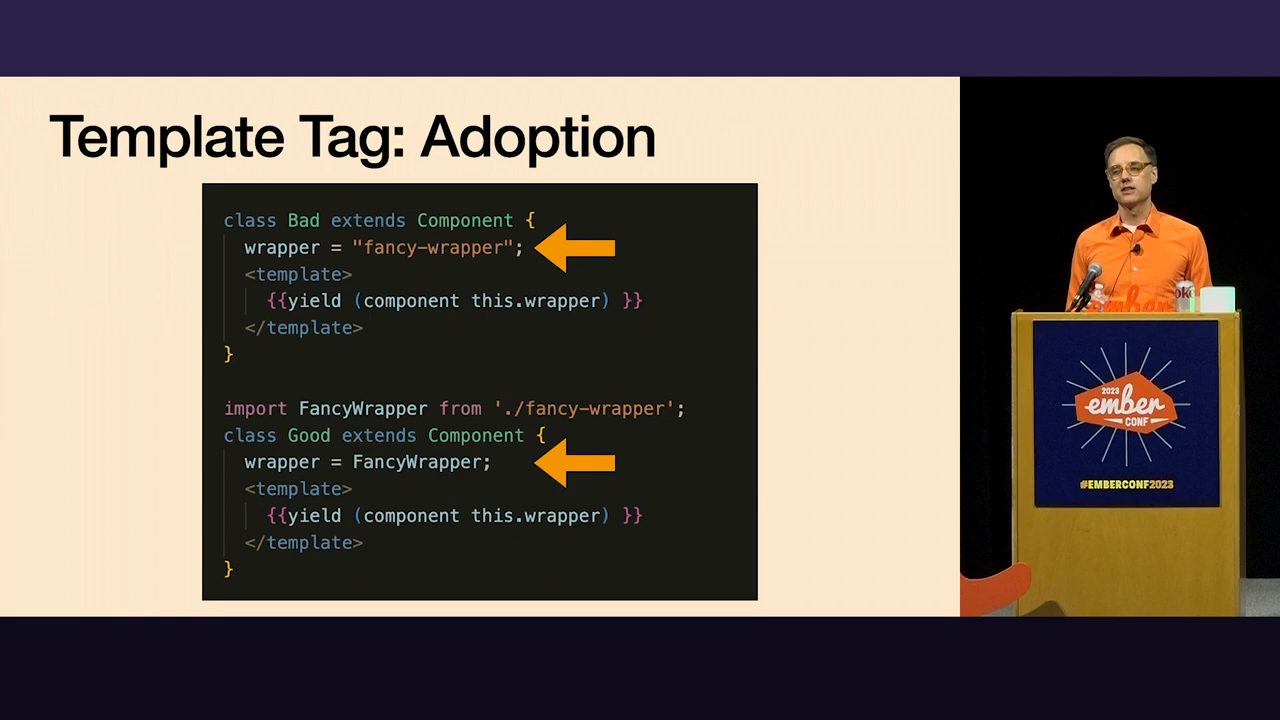 Template Tag: Adoption
class Bad extends Component {
wrapper = "fancy-wrapper";
<template>
{{yield (component this.wrapper) }}
</template>
}
import FancyWrapper from './fancy-wrapper';
class Good extends Component {
wrapper = FancyWrapper;
<template>
{{yield (component this.wrapper) }}
</template>
}
ember
2023
ember
CONF
#EMBERCONF2023